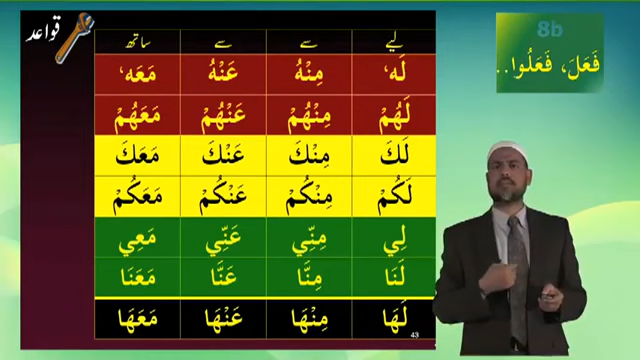 قواعد
8b
فَعَلَ، فَعَلُوا..
لیے سے سے ساتھ
لَهٗ مِنْهُ عَنْهُ مَعَهٗ
لَهُمْ مِنْهُمْ عَنْهُمْ مَعَهُمْ
لَكَ مِنْكَ عَنْكَ مَعَكَ
لَكُمْ مِنْكُمْ عَنْكُمْ مَعَكُمْ
لِي مِنِّي عَنِّي مَعِي
لَنَا مِنَّا عَنَّا مَعَنَا
لَهَا مِنْهَا عَنْهَا مَعَهَا
43